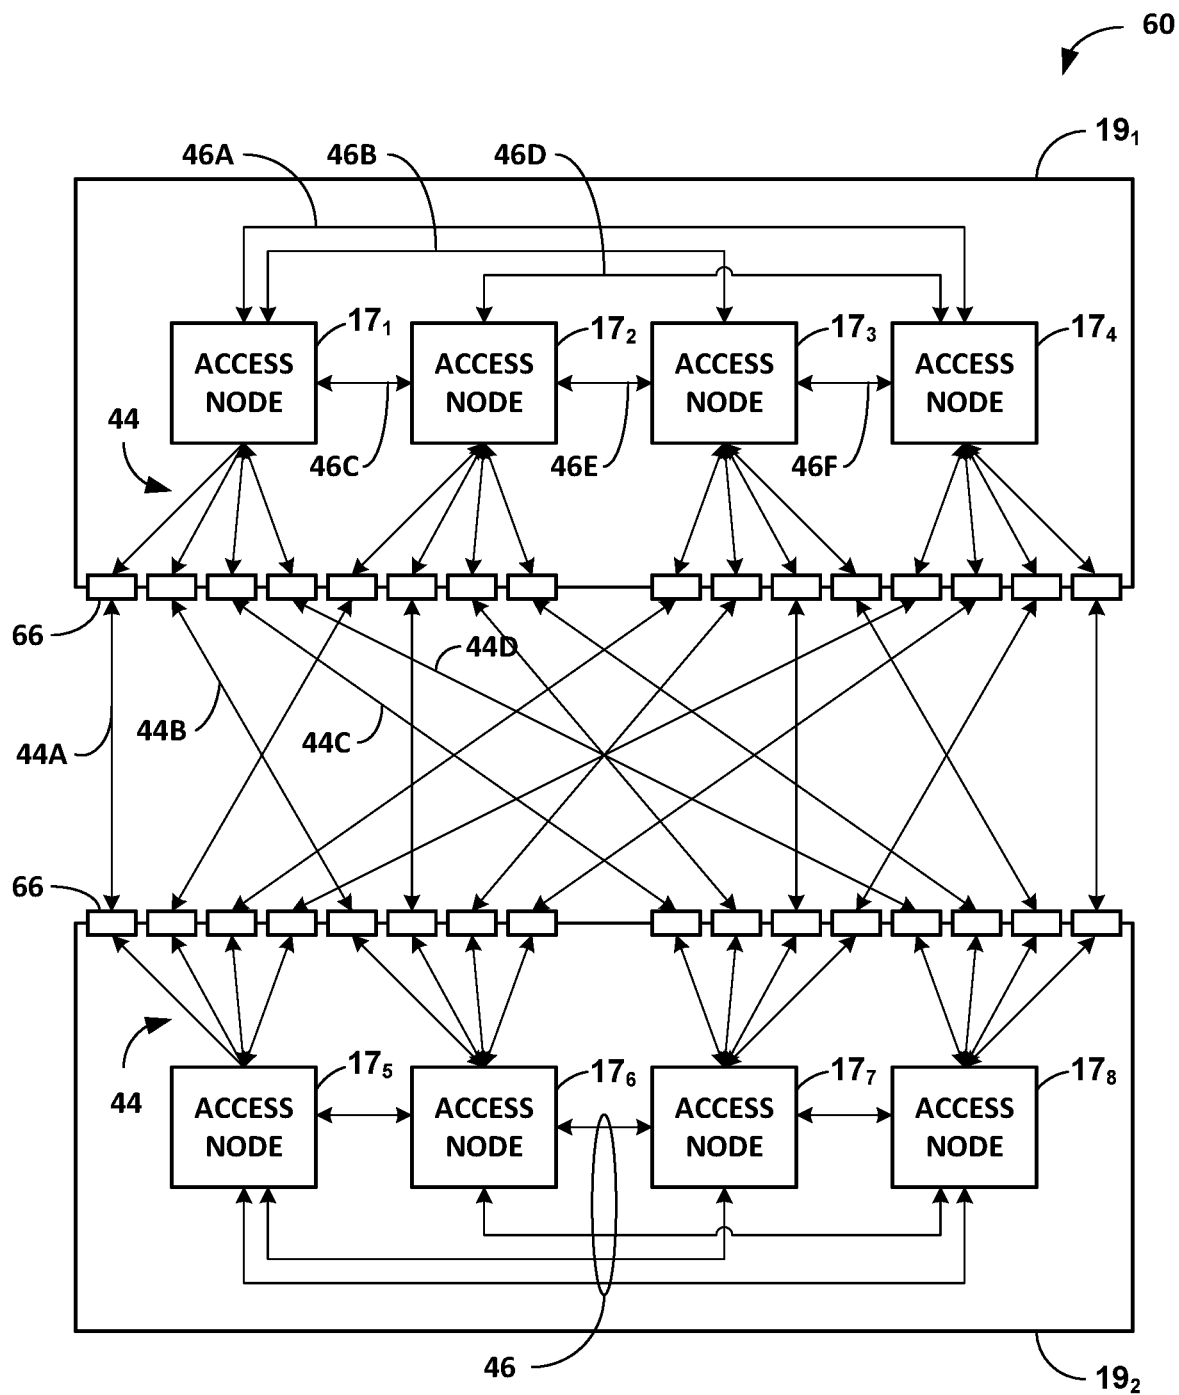 60
19₁
46A 46B 46D
17₁ 17₂ 17₃ 17₄
ACCESS NODE
ACCESS NODE
ACCESS NODE
ACCESS NODE
44
46C 46E 46F
66
44D
44B
44C
44A
66
44
17₅ 17₆ 17₇ 17₈
ACCESS NODE
ACCESS NODE
ACCESS NODE
ACCESS NODE
46
19₂